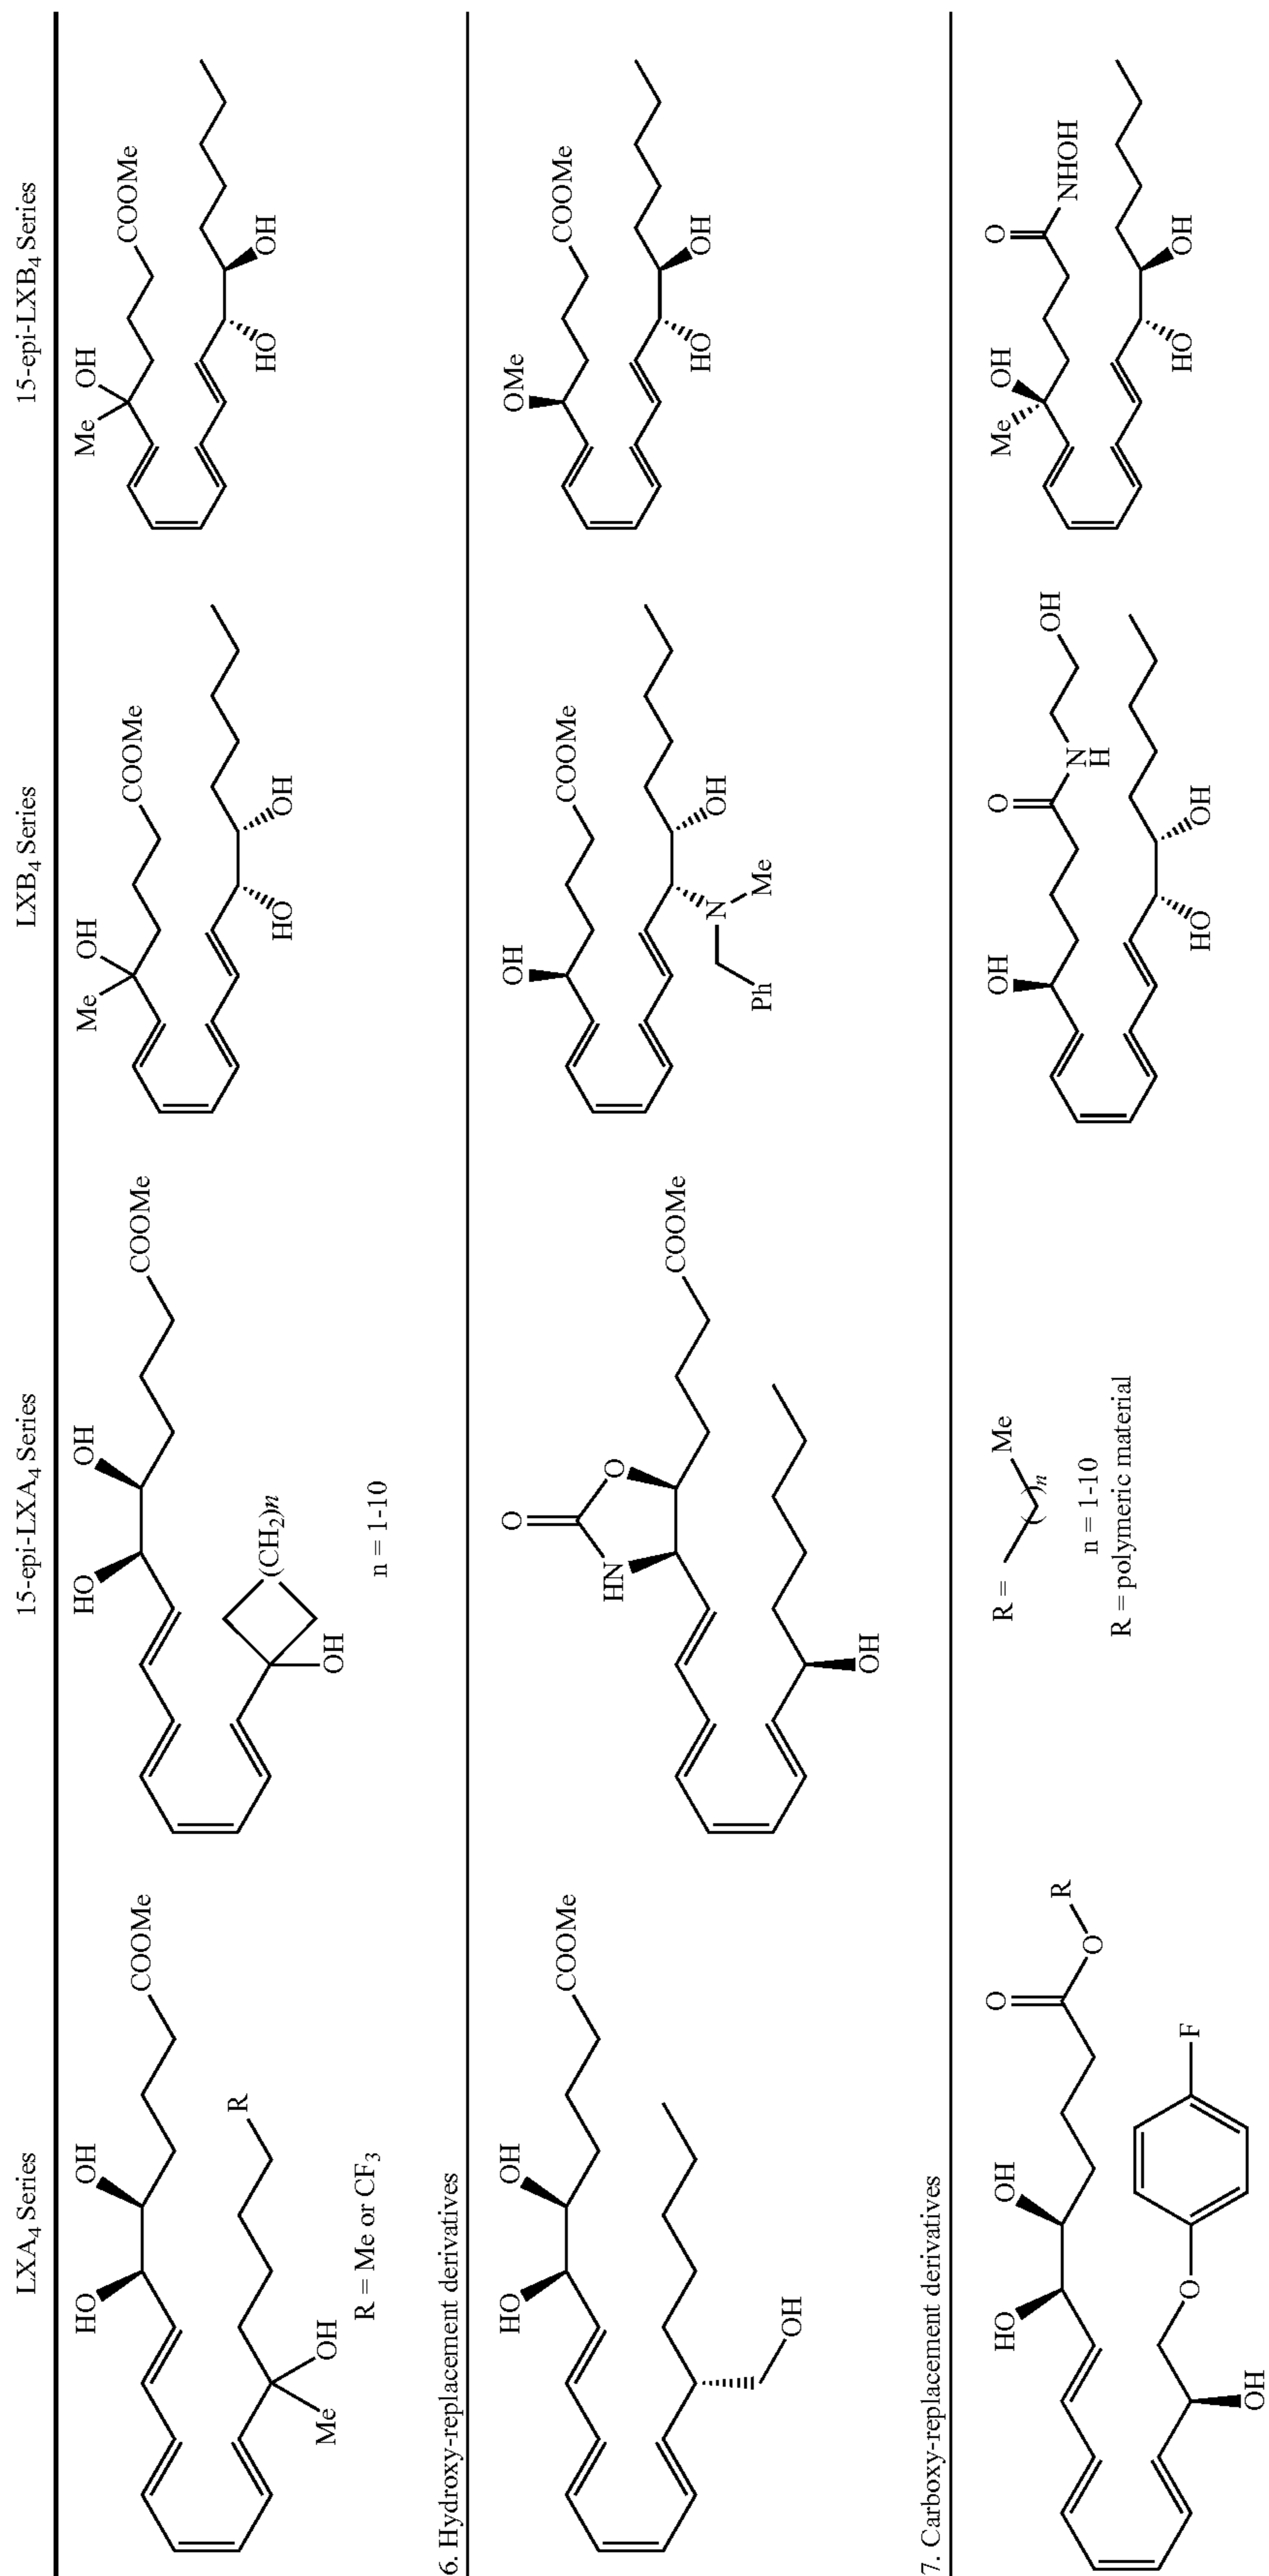 LXA4 Series
15-epi-LXA4 Series
LXB4 Series
15-epi-LXB4 Series
HO
OH
COOMe
R
Me
OH
R = Me or CF3
HO
OH
COOMe
(CH2)n
OH
n = 1-10
Me
OH
COOMe
HO
OH
Me
OH
COOMe
HO
OH
6. Hydroxy-replacement derivatives
HO
OH
COOMe
OH
O
HN
O
COOMe
OH
OH
COOMe
OH
N
Me
Ph
OMe
COOMe
HO
OH
7. Carboxy-replacement derivatives
HO
OH
O
O
R
O
F
OH
R =
( )n
Me
n = 1-10
R = polymeric material
OH
O
N
H
OH
HO
OH
Me
OH
O
NHOH
HO
OH